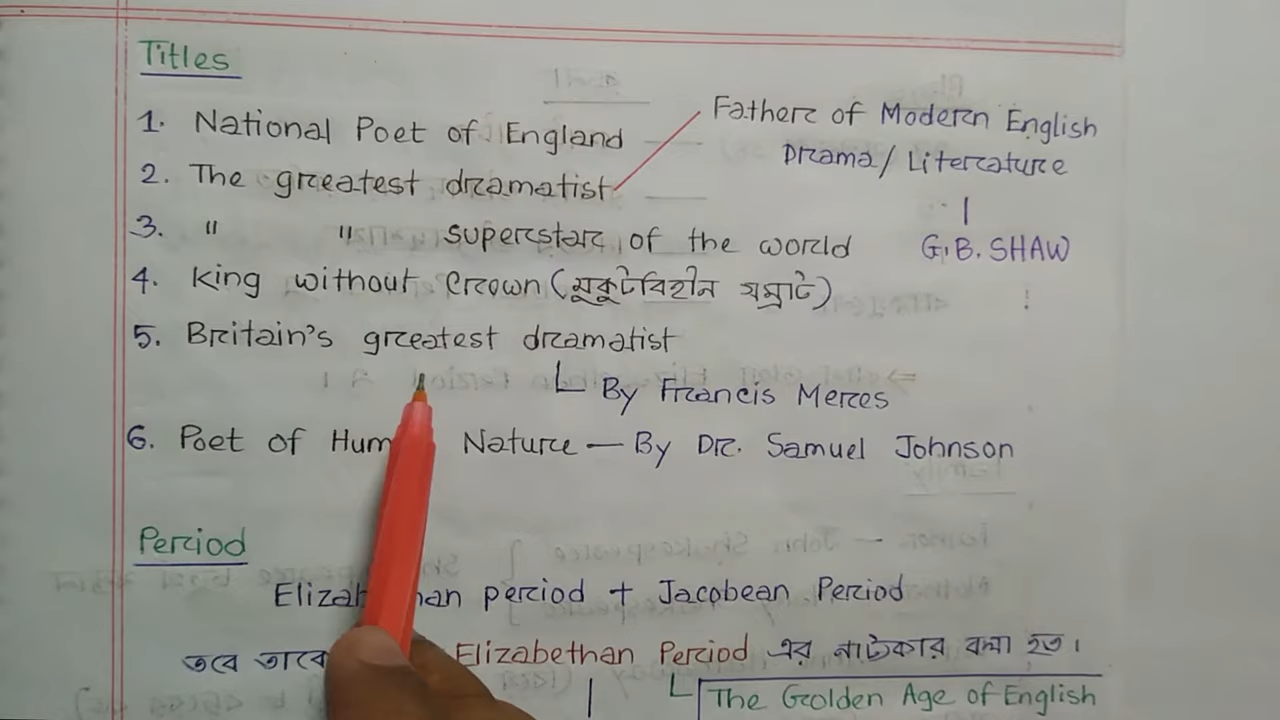 Titles
1. National Poet of England
Father of Modern English
Drama / Literature
2. The greatest dramatist
3. " " superstar of the world
G.B. SHAW
4. King without Crown (মুকুটবিহীন সম্রাট)
5. Britain's greatest dramatist
By Francis Meres
6. Poet of Nature — By Dr. Samuel Johnson
Period
Elizabethan period + Jacobean Period
তবে Elizabethan Period এর নাট্যকার বলা হত।
The Golden Age of English